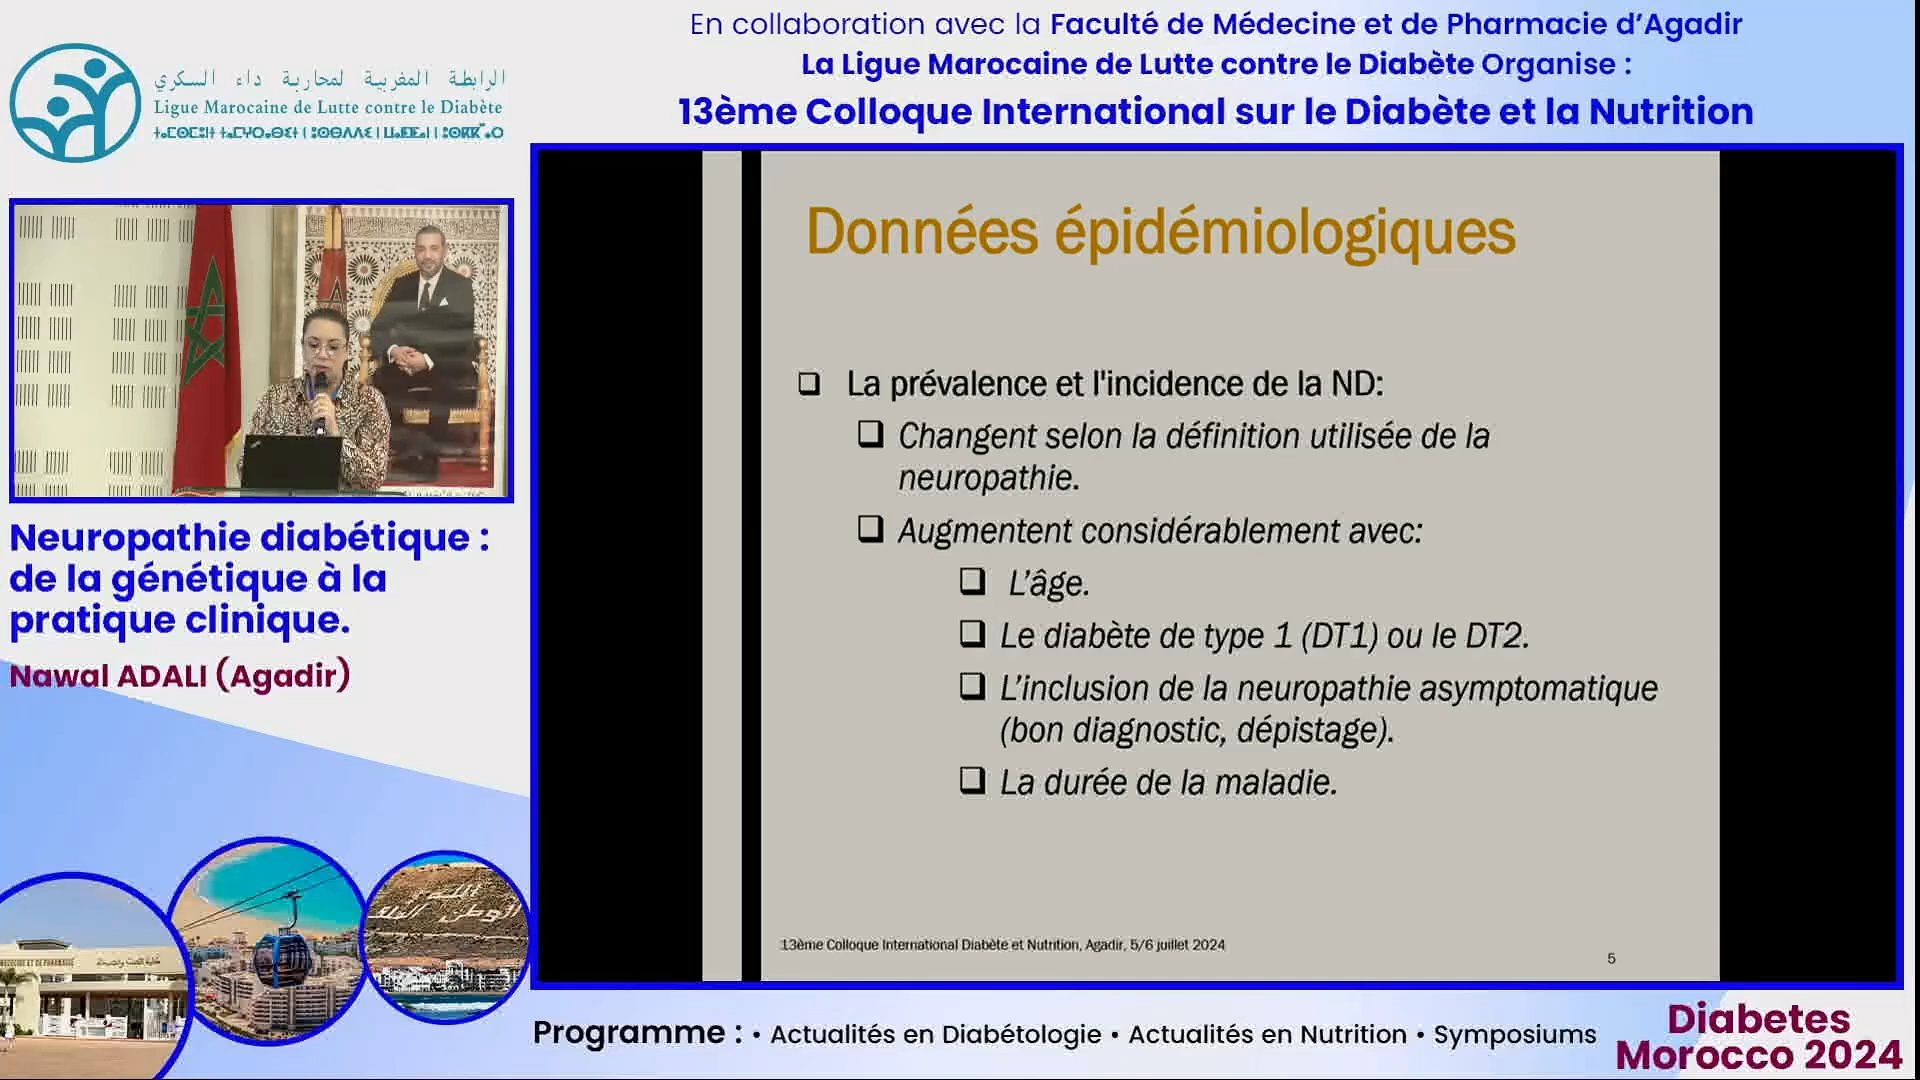 En collaboration avec la Faculté de Médecine et de Pharmacie d'Agadir
La Ligue Marocaine de Lutte contre le Diabète Organise :
13ème Colloque International sur le Diabète et la Nutrition
الرابطة المغربية لمحاربة داء السكري
Ligue Marocaine de Lutte contre le Diabète
Neuropathie diabétique :
de la génétique à la
pratique clinique.
Nawal ADALI (Agadir)
Données épidémiologiques
La prévalence et l'incidence de la ND:
Changent selon la définition utilisée de la
neuropathie.
Augmentent considérablement avec:
L'âge.
Le diabète de type 1 (DT1) ou le DT2.
L'inclusion de la neuropathie asymptomatique
(bon diagnostic, dépistage).
La durée de la maladie.
13ème Colloque International Diabète et Nutrition, Agadir, 5/6 juillet 2024
5
الله
الوطن الملك
Programme : • Actualités en Diabétologie • Actualités en Nutrition • Symposiums
Diabetes
Morocco 2024